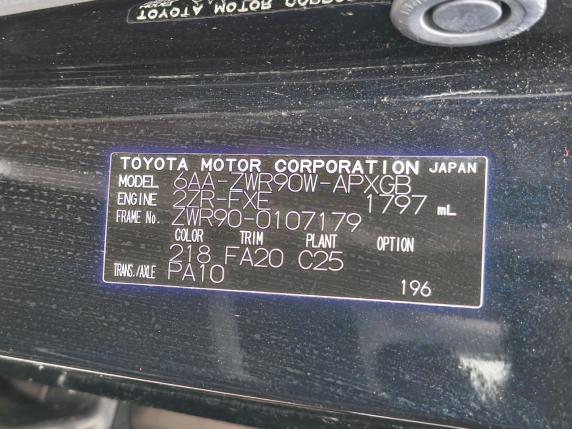 TOYOTA MOTOR CORPORATION JAPAN
MODEL 6AA-ZWR90W-APXGB
ENGINE 2ZR-FXE 1797 mL
FRAME No. ZWR90-0107179
COLOR TRIM PLANT OPTION
218 FA20 C25
TRANS./AXLE PA10
196